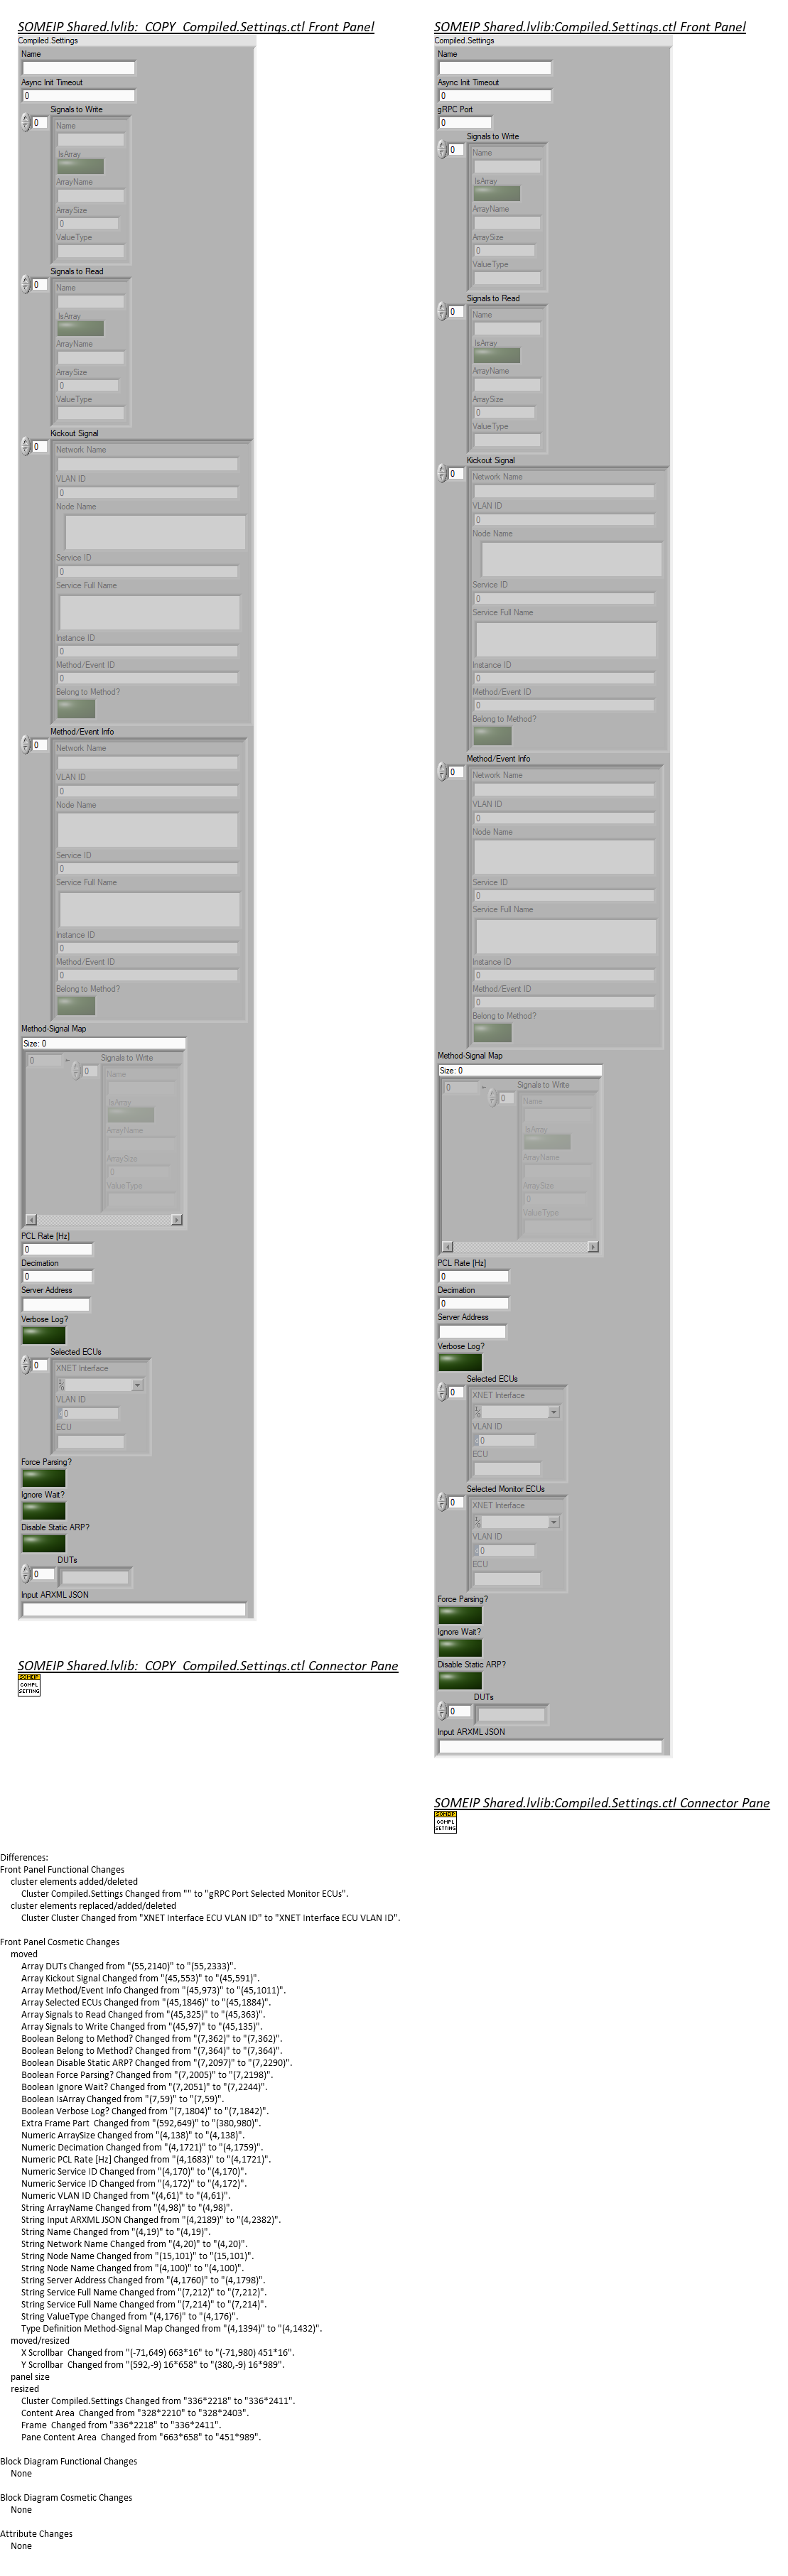 SOMEIP Shared.lvlib:_COPY_Compiled.Settings.ctl Front Panel
Compiled.Settings
Name
Async Init Timeout
0
Signals to Write
0
Name
IsArray
ArrayName
ArraySize
0
ValueType
Signals to Read
0
Name
IsArray
ArrayName
ArraySize
0
ValueType
Kickout Signal
0
Network Name
VLAN ID
0
Node Name
Service ID
0
Service Full Name
Instance ID
0
Method/Event ID
0
Belong to Method?
Method/Event Info
0
Network Name
VLAN ID
0
Node Name
Service ID
0
Service Full Name
Instance ID
0
Method/Event ID
0
Belong to Method?
Method-Signal Map
Size: 0
0
Signals to Write
0
Name
IsArray
ArrayName
ArraySize
0
ValueType
PCL Rate [Hz]
0
Decimation
0
Server Address
Verbose Log?
Selected ECUs
0
XNET Interface
VLAN ID
0
ECU
Force Parsing?
Ignore Wait?
Disable Static ARP?
DUTs
0
Input ARXML JSON
SOMEIP Shared.lvlib:_COPY_Compiled.Settings.ctl Connector Pane
SOMEIP
COMPL
SETTING
SOMEIP Shared.lvlib:Compiled.Settings.ctl Front Panel
Compiled.Settings
Name
Async Init Timeout
0
gRPC Port
0
Signals to Write
0
Name
IsArray
ArrayName
ArraySize
0
ValueType
Signals to Read
0
Name
IsArray
ArrayName
ArraySize
0
ValueType
Kickout Signal
0
Network Name
VLAN ID
0
Node Name
Service ID
0
Service Full Name
Instance ID
0
Method/Event ID
0
Belong to Method?
Method/Event Info
0
Network Name
VLAN ID
0
Node Name
Service ID
0
Service Full Name
Instance ID
0
Method/Event ID
0
Belong to Method?
Method-Signal Map
Size: 0
0
Signals to Write
0
Name
IsArray
ArrayName
ArraySize
0
ValueType
PCL Rate [Hz]
0
Decimation
0
Server Address
Verbose Log?
Selected ECUs
0
XNET Interface
VLAN ID
0
ECU
Selected Monitor ECUs
0
XNET Interface
VLAN ID
0
ECU
Force Parsing?
Ignore Wait?
Disable Static ARP?
DUTs
0
Input ARXML JSON
SOMEIP Shared.lvlib:Compiled.Settings.ctl Connector Pane
SOMEIP
COMPL
SETTING
Differences:
Front Panel Functional Changes
cluster elements added/deleted
Cluster Compiled.Settings Changed from "" to "gRPC Port Selected Monitor ECUs".
cluster elements replaced/added/deleted
Cluster Cluster Changed from "XNET Interface ECU VLAN ID" to "XNET Interface ECU VLAN ID".
Front Panel Cosmetic Changes
moved
Array DUTs Changed from "(55,2140)" to "(55,2333)".
Array Kickout Signal Changed from "(45,553)" to "(45,591)".
Array Method/Event Info Changed from "(45,973)" to "(45,1011)".
Array Selected ECUs Changed from "(45,1846)" to "(45,1884)".
Array Signals to Read Changed from "(45,325)" to "(45,363)".
Array Signals to Write Changed from "(45,97)" to "(45,135)".
Boolean Belong to Method? Changed from "(7,362)" to "(7,362)".
Boolean Belong to Method? Changed from "(7,364)" to "(7,364)".
Boolean Disable Static ARP? Changed from "(7,2097)" to "(7,2290)".
Boolean Force Parsing? Changed from "(7,2005)" to "(7,2198)".
Boolean Ignore Wait? Changed from "(7,2051)" to "(7,2244)".
Boolean IsArray Changed from "(7,59)" to "(7,59)".
Boolean Verbose Log? Changed from "(7,1804)" to "(7,1842)".
Extra Frame Part  Changed from "(592,649)" to "(380,980)".
Numeric ArraySize Changed from "(4,138)" to "(4,138)".
Numeric Decimation Changed from "(4,1721)" to "(4,1759)".
Numeric PCL Rate [Hz] Changed from "(4,1683)" to "(4,1721)".
Numeric Service ID Changed from "(4,170)" to "(4,170)".
Numeric Service ID Changed from "(4,172)" to "(4,172)".
Numeric VLAN ID Changed from "(4,61)" to "(4,61)".
String ArrayName Changed from "(4,98)" to "(4,98)".
String Input ARXML JSON Changed from "(4,2189)" to "(4,2382)".
String Name Changed from "(4,19)" to "(4,19)".
String Network Name Changed from "(4,20)" to "(4,20)".
String Node Name Changed from "(15,101)" to "(15,101)".
String Node Name Changed from "(4,100)" to "(4,100)".
String Server Address Changed from "(4,1760)" to "(4,1798)".
String Service Full Name Changed from "(7,212)" to "(7,212)".
String Service Full Name Changed from "(7,214)" to "(7,214)".
String ValueType Changed from "(4,176)" to "(4,176)".
Type Definition Method-Signal Map Changed from "(4,1394)" to "(4,1432)".
moved/resized
X Scrollbar  Changed from "(-71,649) 663*16" to "(-71,980) 451*16".
Y Scrollbar  Changed from "(592,-9) 16*658" to "(380,-9) 16*989".
panel size
resized
Cluster Compiled.Settings Changed from "336*2218" to "336*2411".
Content Area  Changed from "328*2210" to "328*2403".
Frame  Changed from "336*2218" to "336*2411".
Pane Content Area  Changed from "663*658" to "451*989".
Block Diagram Functional Changes
None
Block Diagram Cosmetic Changes
None
Attribute Changes
None